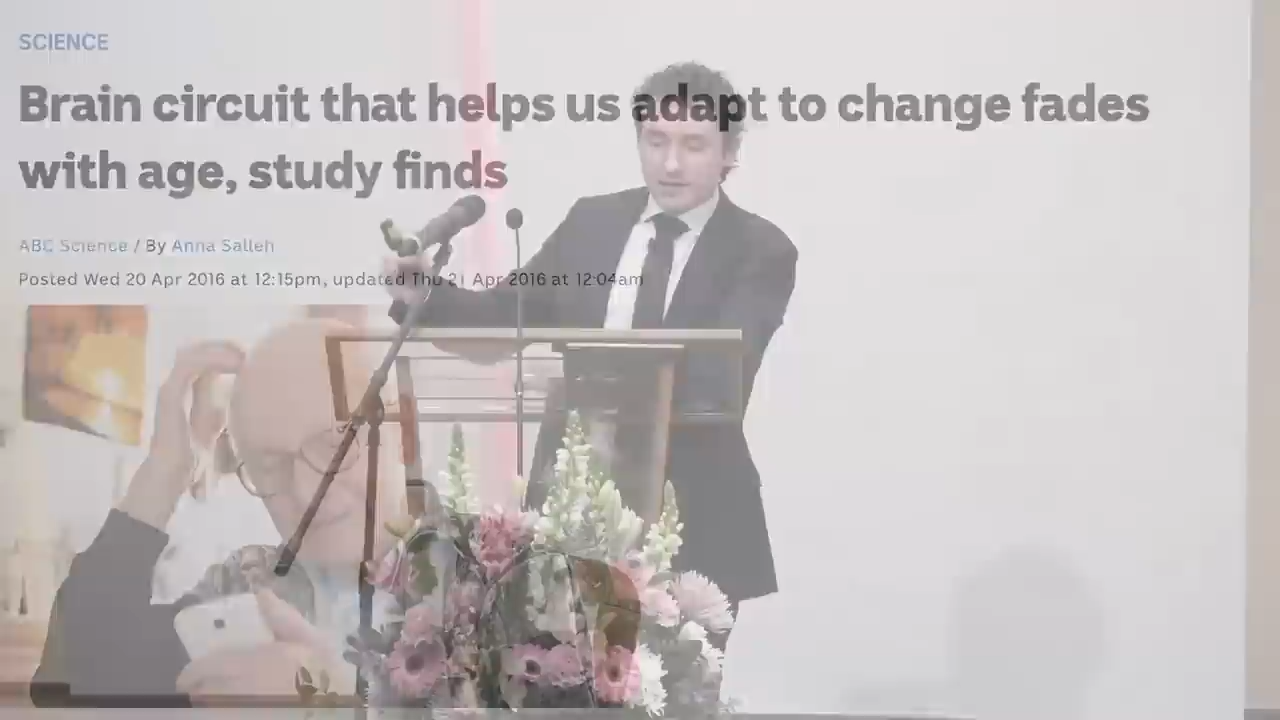 SCIENCE
Brain circuit that helps us adapt to change fades
with age, study finds
ABC Science / By Anna Salleh
Posted Wed 20 Apr 2016 at 12:15pm, updated Thu 21 Apr 2016 at 12:04am